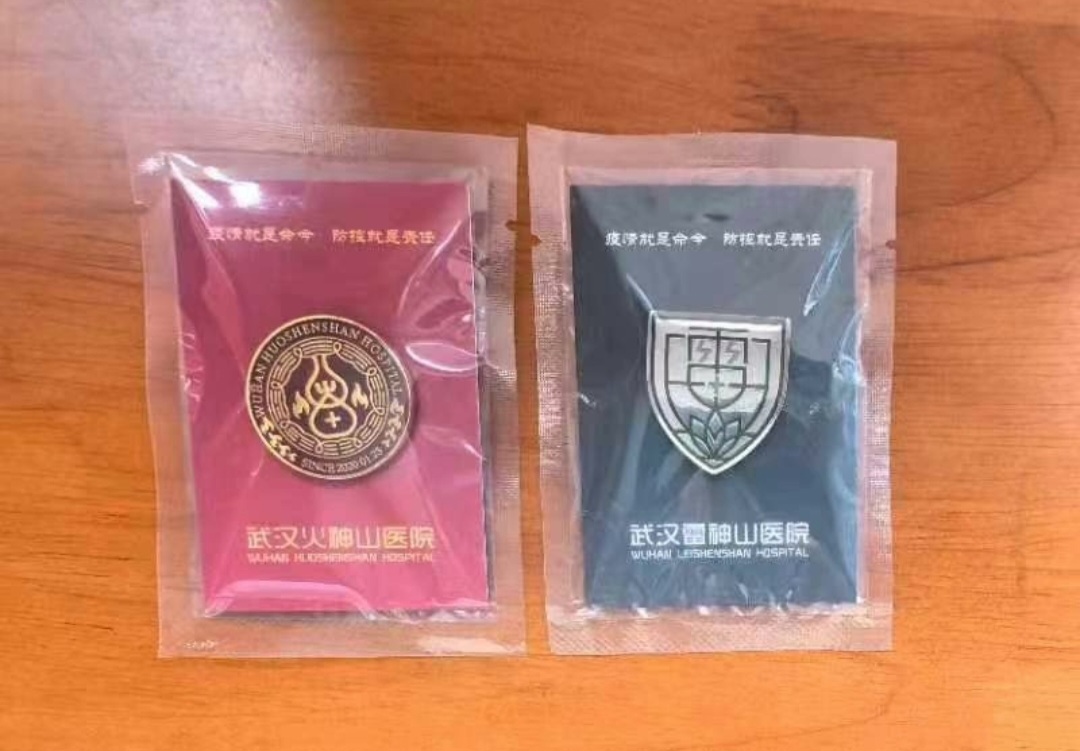 疫情就是命令 防控就是责任
WUHAN HUOSHENSHAN HOSPITAL
SINCE 2020 01.23
武汉火神山医院
WUHAN HUOSHENSHAN HOSPITAL
疫情就是命令 防控就是责任
武汉雷神山医院
WUHAN LEISHENSHAN HOSPITAL